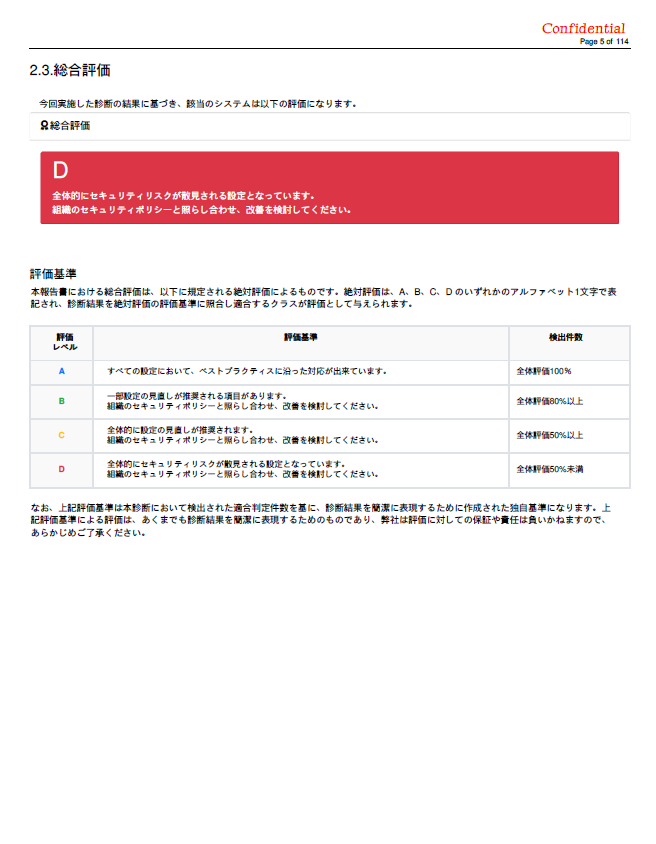 Confidential
Page 5 of 114
2.3.総合評価
今回実施した診断の結果に基づき、該当のシステムは以下の評価になります。
総合評価
D
全体的にセキュリティリスクが散見される設定となっています。
組織のセキュリティポリシーと照らし合わせ、改善を検討してください。
評価基準
本報告書における総合評価は、以下に規定される絶対評価によるものです。絶対評価は、A、B、C、D のいずれかのアルファベット1文字で表
記され、診断結果を絶対評価の評価基準に照合し適合するクラスが評価として与えられます。
評価
レベル
評価基準
検出件数
A
すべての設定において、ベストプラクティスに沿った対応が出来ています。
全体評価100%
B
一部設定の見直しが推奨される項目があります。
組織のセキュリティポリシーと照らし合わせ、改善を検討してください。
全体評価80%以上
C
全体的に設定の見直しが推奨されます。
組織のセキュリティポリシーと照らし合わせ、改善を検討してください。
全体評価50%以上
D
全体的にセキュリティリスクが散見される設定となっています。
組織のセキュリティポリシーと照らし合わせ、改善を検討してください。
全体評価50%未満
なお、上記評価基準は本診断において検出された適合判定件数を基に、診断結果を簡潔に表現するために作成された独自基準になります。上
記評価基準による評価は、あくまでも診断結果を簡潔に表現するためのものであり、弊社は評価に対しての保証や責任は負いかねますので、
あらかじめご了承ください。